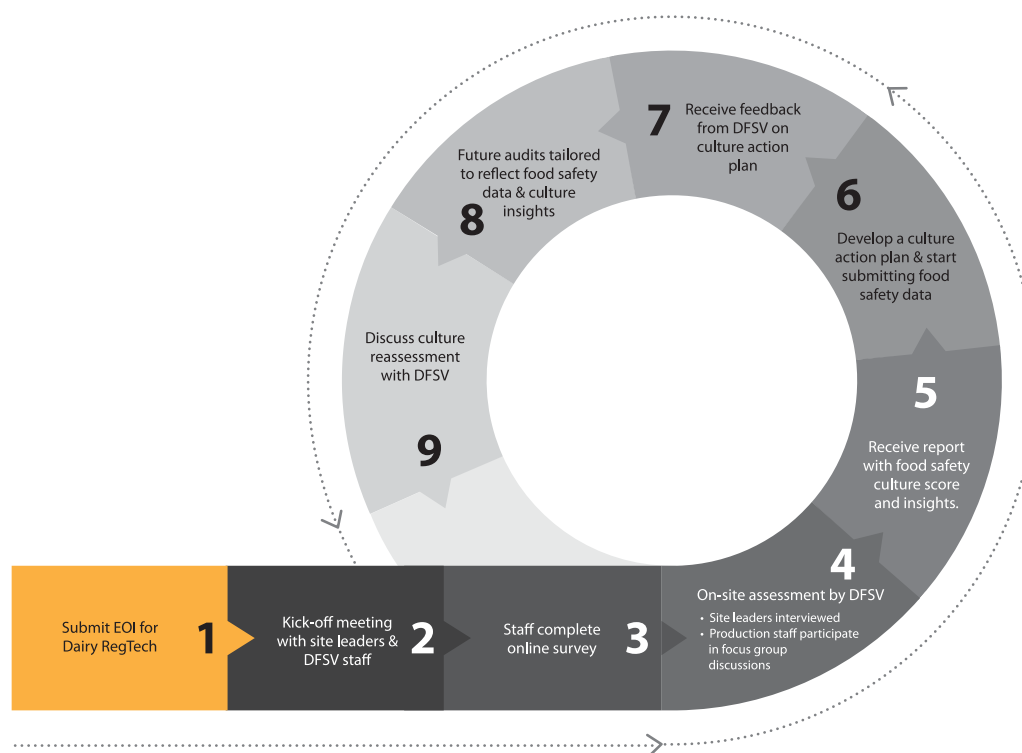 Submit EOI for
Dairy RegTech
1
Kick-off meeting
with site leaders &
DFSV staff
2
Staff complete
online survey
3
4
On-site assessment by DFSV
• Site leaders interviewed
• Production staff participate
in focus group
discussions
5
Receive report
with food safety
culture score
and insights.
6
Develop a culture
action plan & start
submitting food
safety data
7
Receive feedback
from DFSV on
culture action
plan
Future audits tailored
to reflect food safety
data & culture
insights
8
Discuss culture
reassessment
with DFSV
9